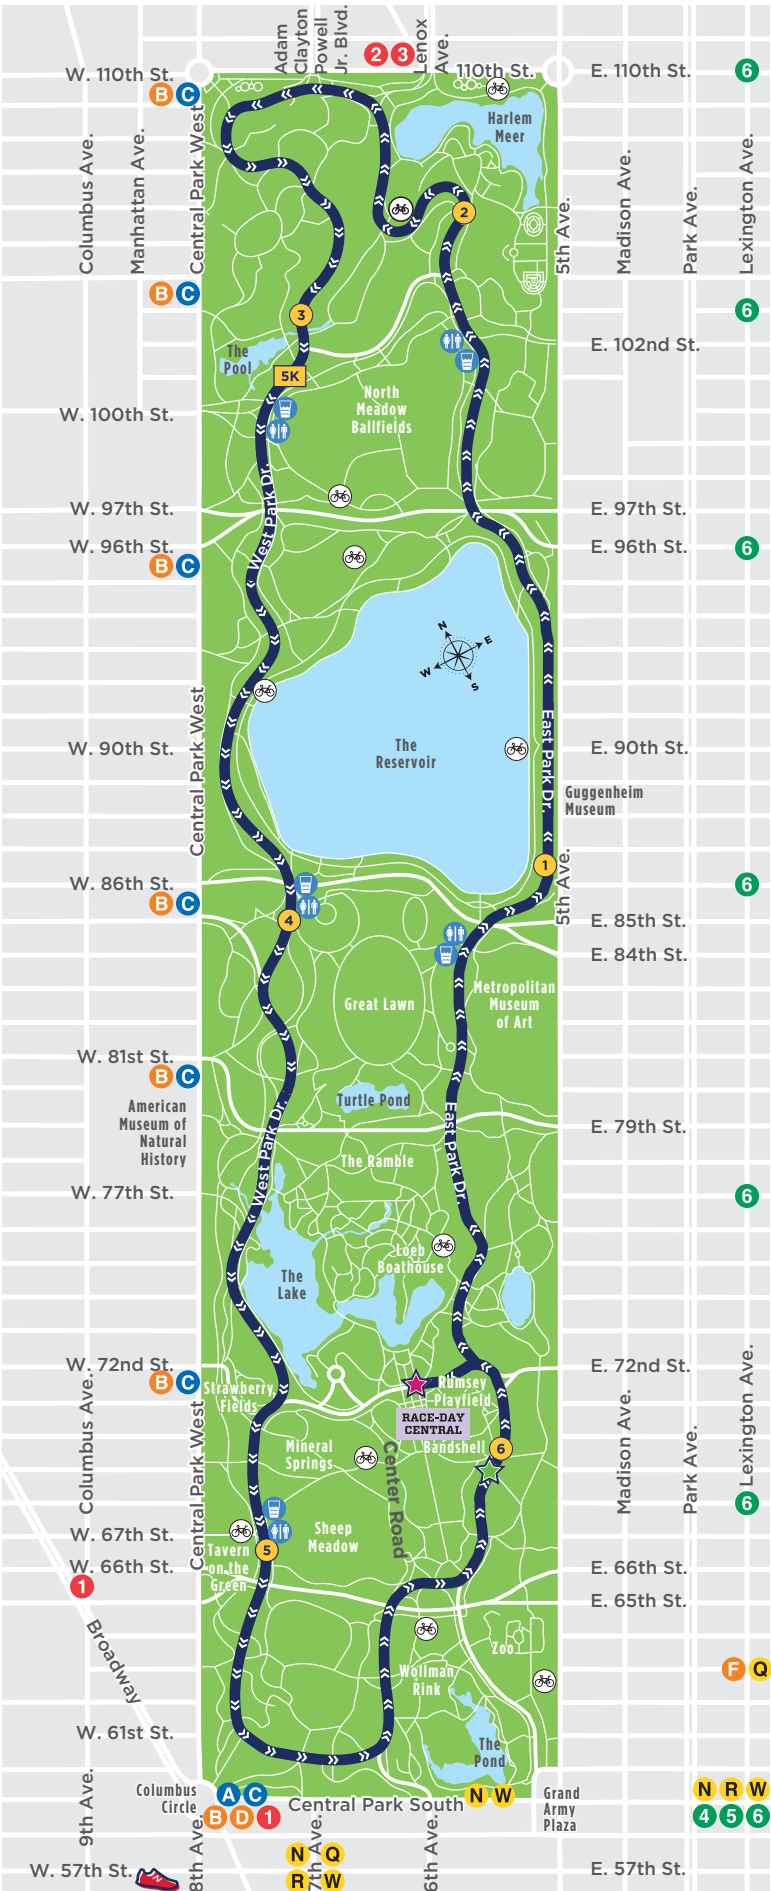 Adam
Clayton
Powell
Jr. Blvd.
2 3
Lenox
Ave.
W. 110th St.
110th St.
E. 110th St.
6
B C
Harlem
Meer
Columbus Ave.
Manhattan Ave.
Central Park West
5th Ave.
Madison Ave.
Park Ave.
Lexington Ave.
2
B C
3
6
The
Pool
E. 102nd St.
5K
North
Meadow
Ballfields
W. 100th St.
West Park Dr.
W. 97th St.
E. 97th St.
W. 96th St.
E. 96th St.
6
B C
N
E
W
S
Central Park West
East Park Dr.
W. 90th St.
The
Reservoir
E. 90th St.
Guggenheim
Museum
1
5th Ave.
W. 86th St.
6
B C
4
E. 85th St.
E. 84th St.
Great Lawn
Metropolitan
Museum
of Art
W. 81st St.
B C
American
Museum of
Natural
History
Turtle Pond
West Park Dr.
East Park Dr.
E. 79th St.
The Ramble
W. 77th St.
6
Loeb
Boathouse
The
Lake
W. 72nd St.
E. 72nd St.
B C
Strawberry
Fields
Rumsey
Playfield
RACE-DAY
CENTRAL
Columbus Ave.
Central Park West
Mineral
Springs
Center Road
Bandshell
6
Madison Ave.
Park Ave.
Lexington Ave.
6
W. 67th St.
Sheep
Meadow
Tavern
on the
Green
5
W. 66th St.
E. 66th St.
1
E. 65th St.
Broadway
Zoo
Wollman
Rink
F Q
W. 61st St.
The
Pond
Columbus
Circle
A C
B D 1
Central Park South
N W
Grand
Army
Plaza
N R W
4 5 6
9th Ave.
8th Ave.
7th Ave.
6th Ave.
N Q
R W
W. 57th St.
N
E. 57th St.